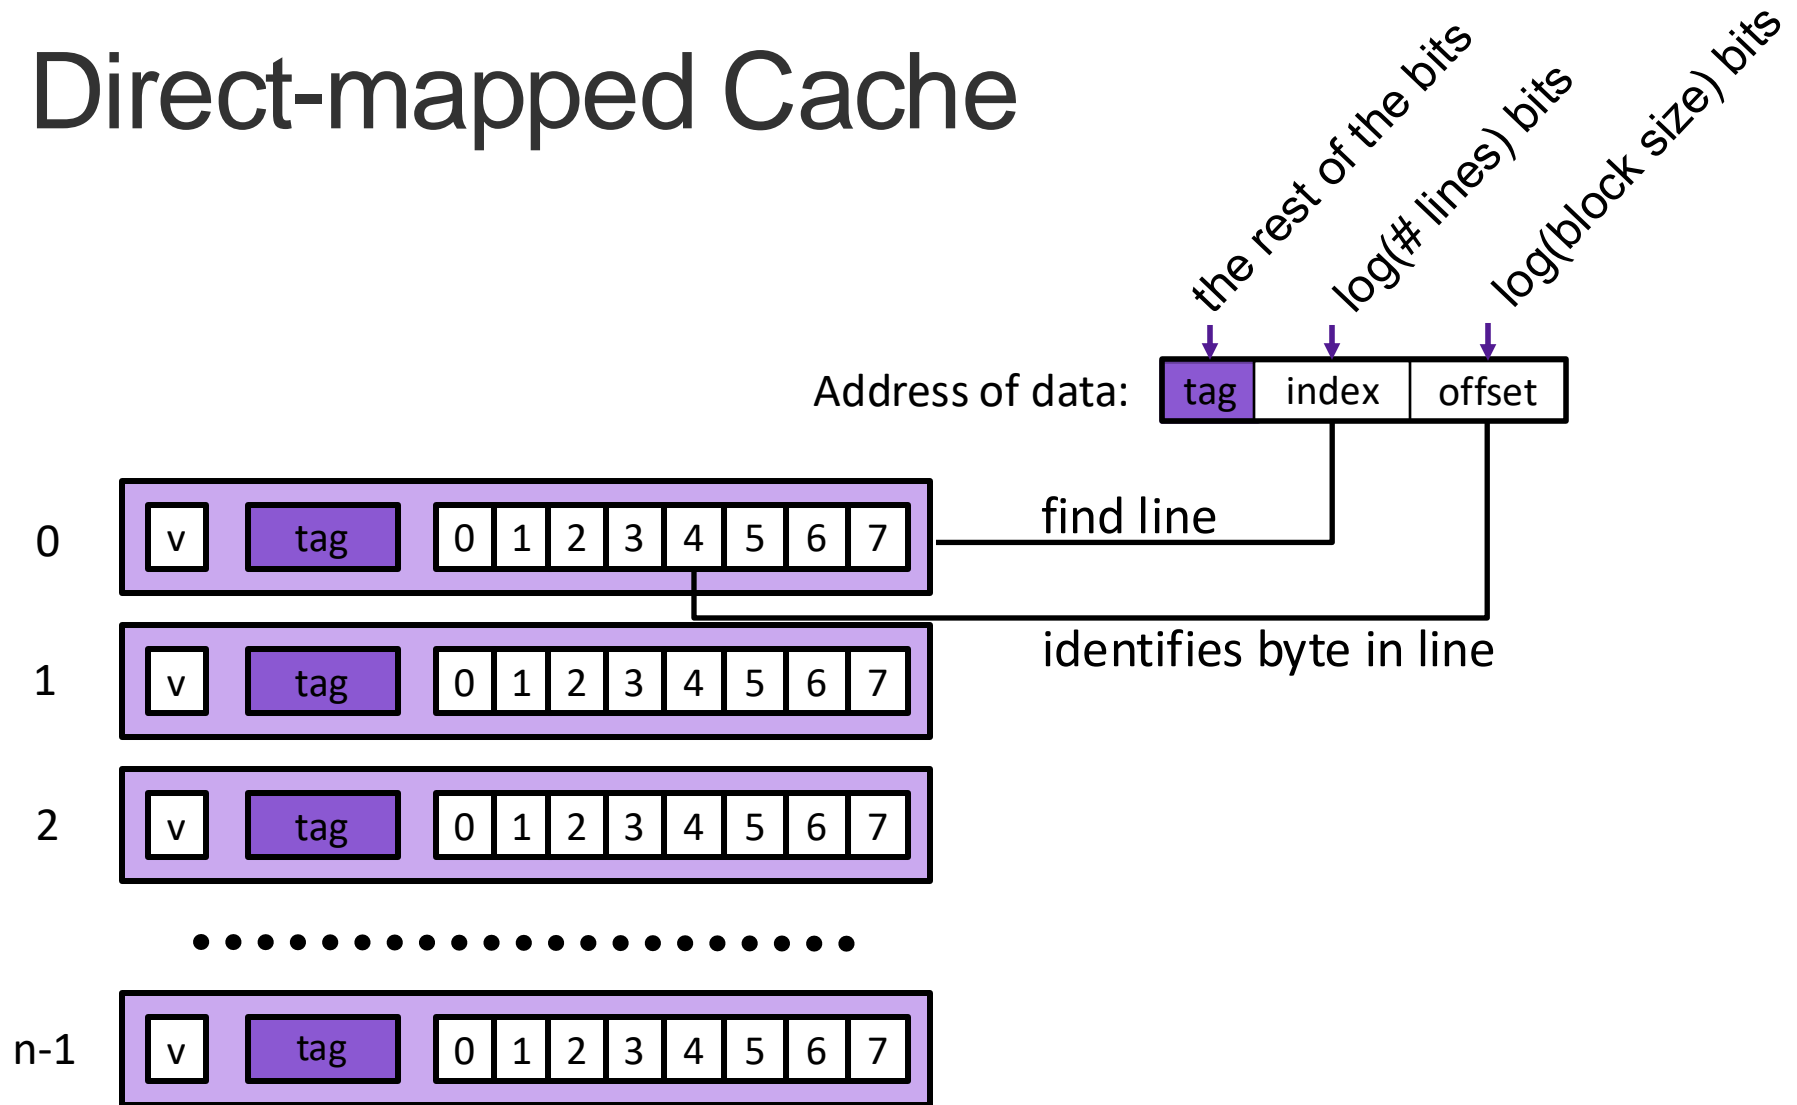 Direct-mapped Cache
the rest of the bits
log(# lines) bits
log(block size) bits
Address of data:
tag index offset
find line
0 v tag 0 1 2 3 4 5 6 7
identifies byte in line
1 v tag 0 1 2 3 4 5 6 7
2 v tag 0 1 2 3 4 5 6 7
n-1 v tag 0 1 2 3 4 5 6 7